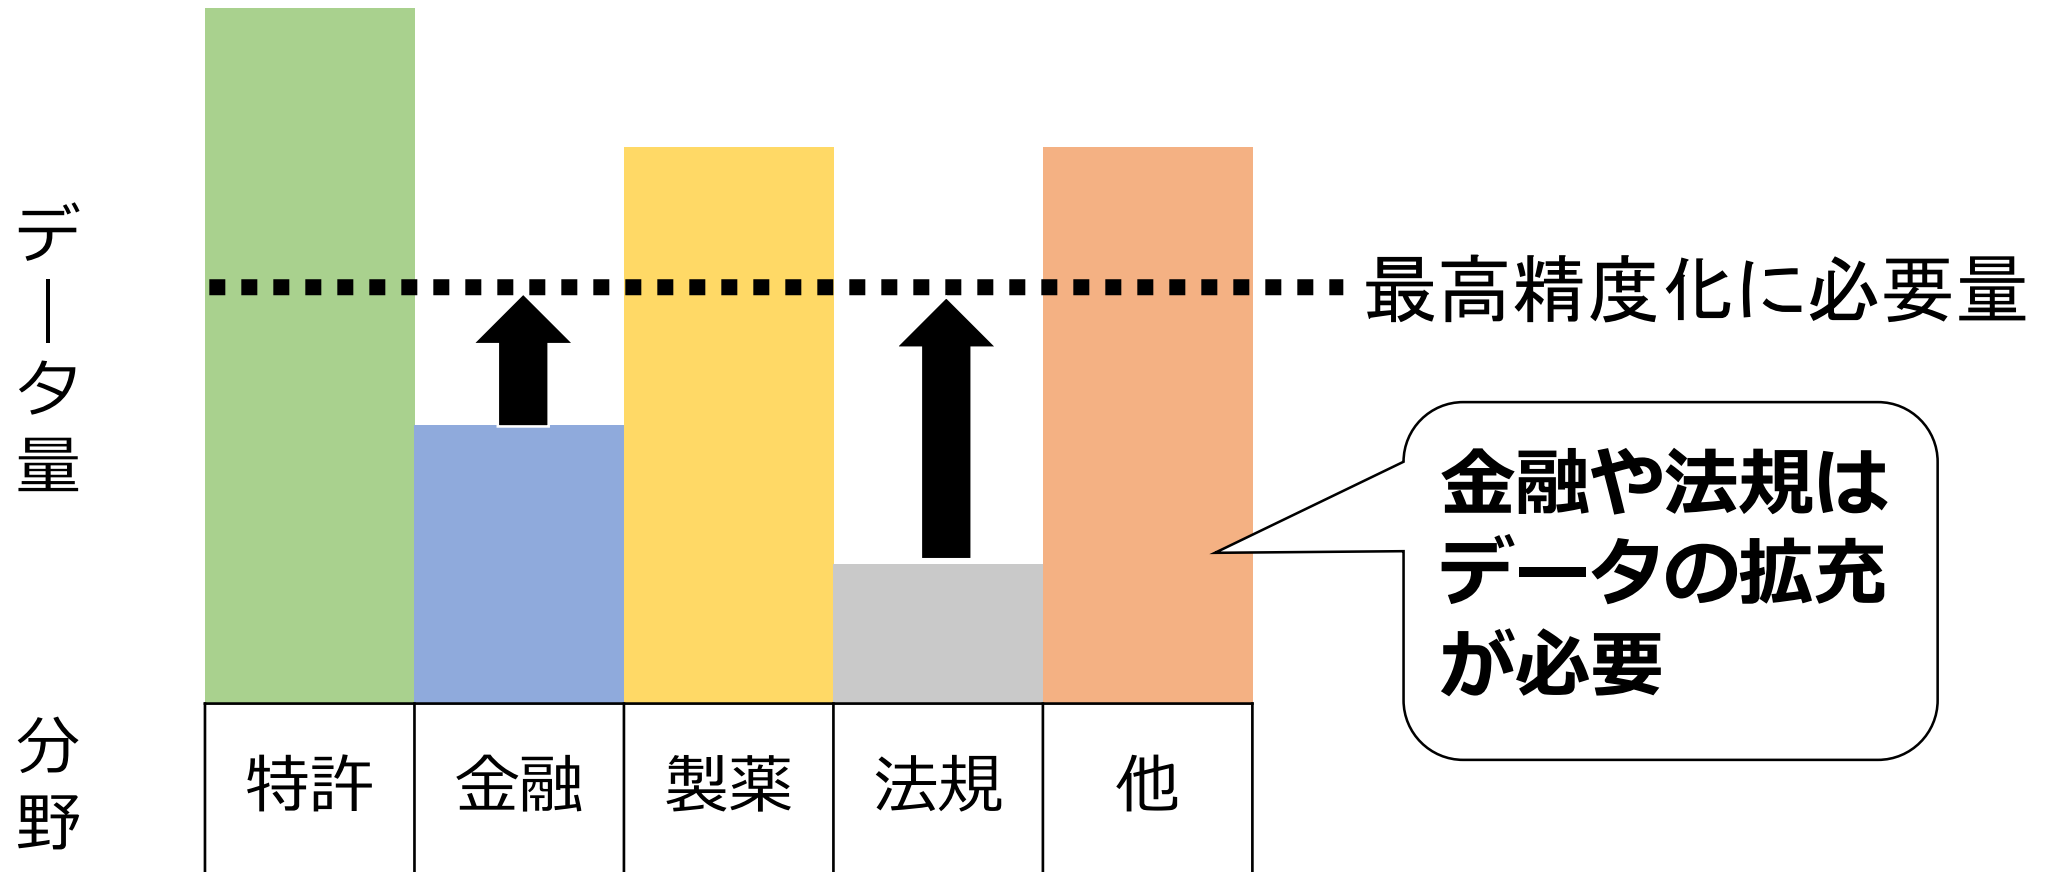 データ量
最高精度化に必要量
金融や法規は
データの拡充
が必要
分野
特許
金融
製薬
法規
他